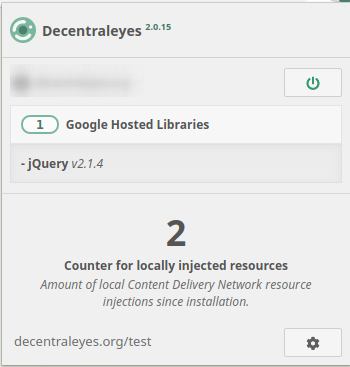 Decentraleyes 2.0.15
1 Google Hosted Libraries
- jQuery v2.1.4
2
Counter for locally injected resources
Amount of local Content Delivery Network resource
injections since installation.
decentraleyes.org/test